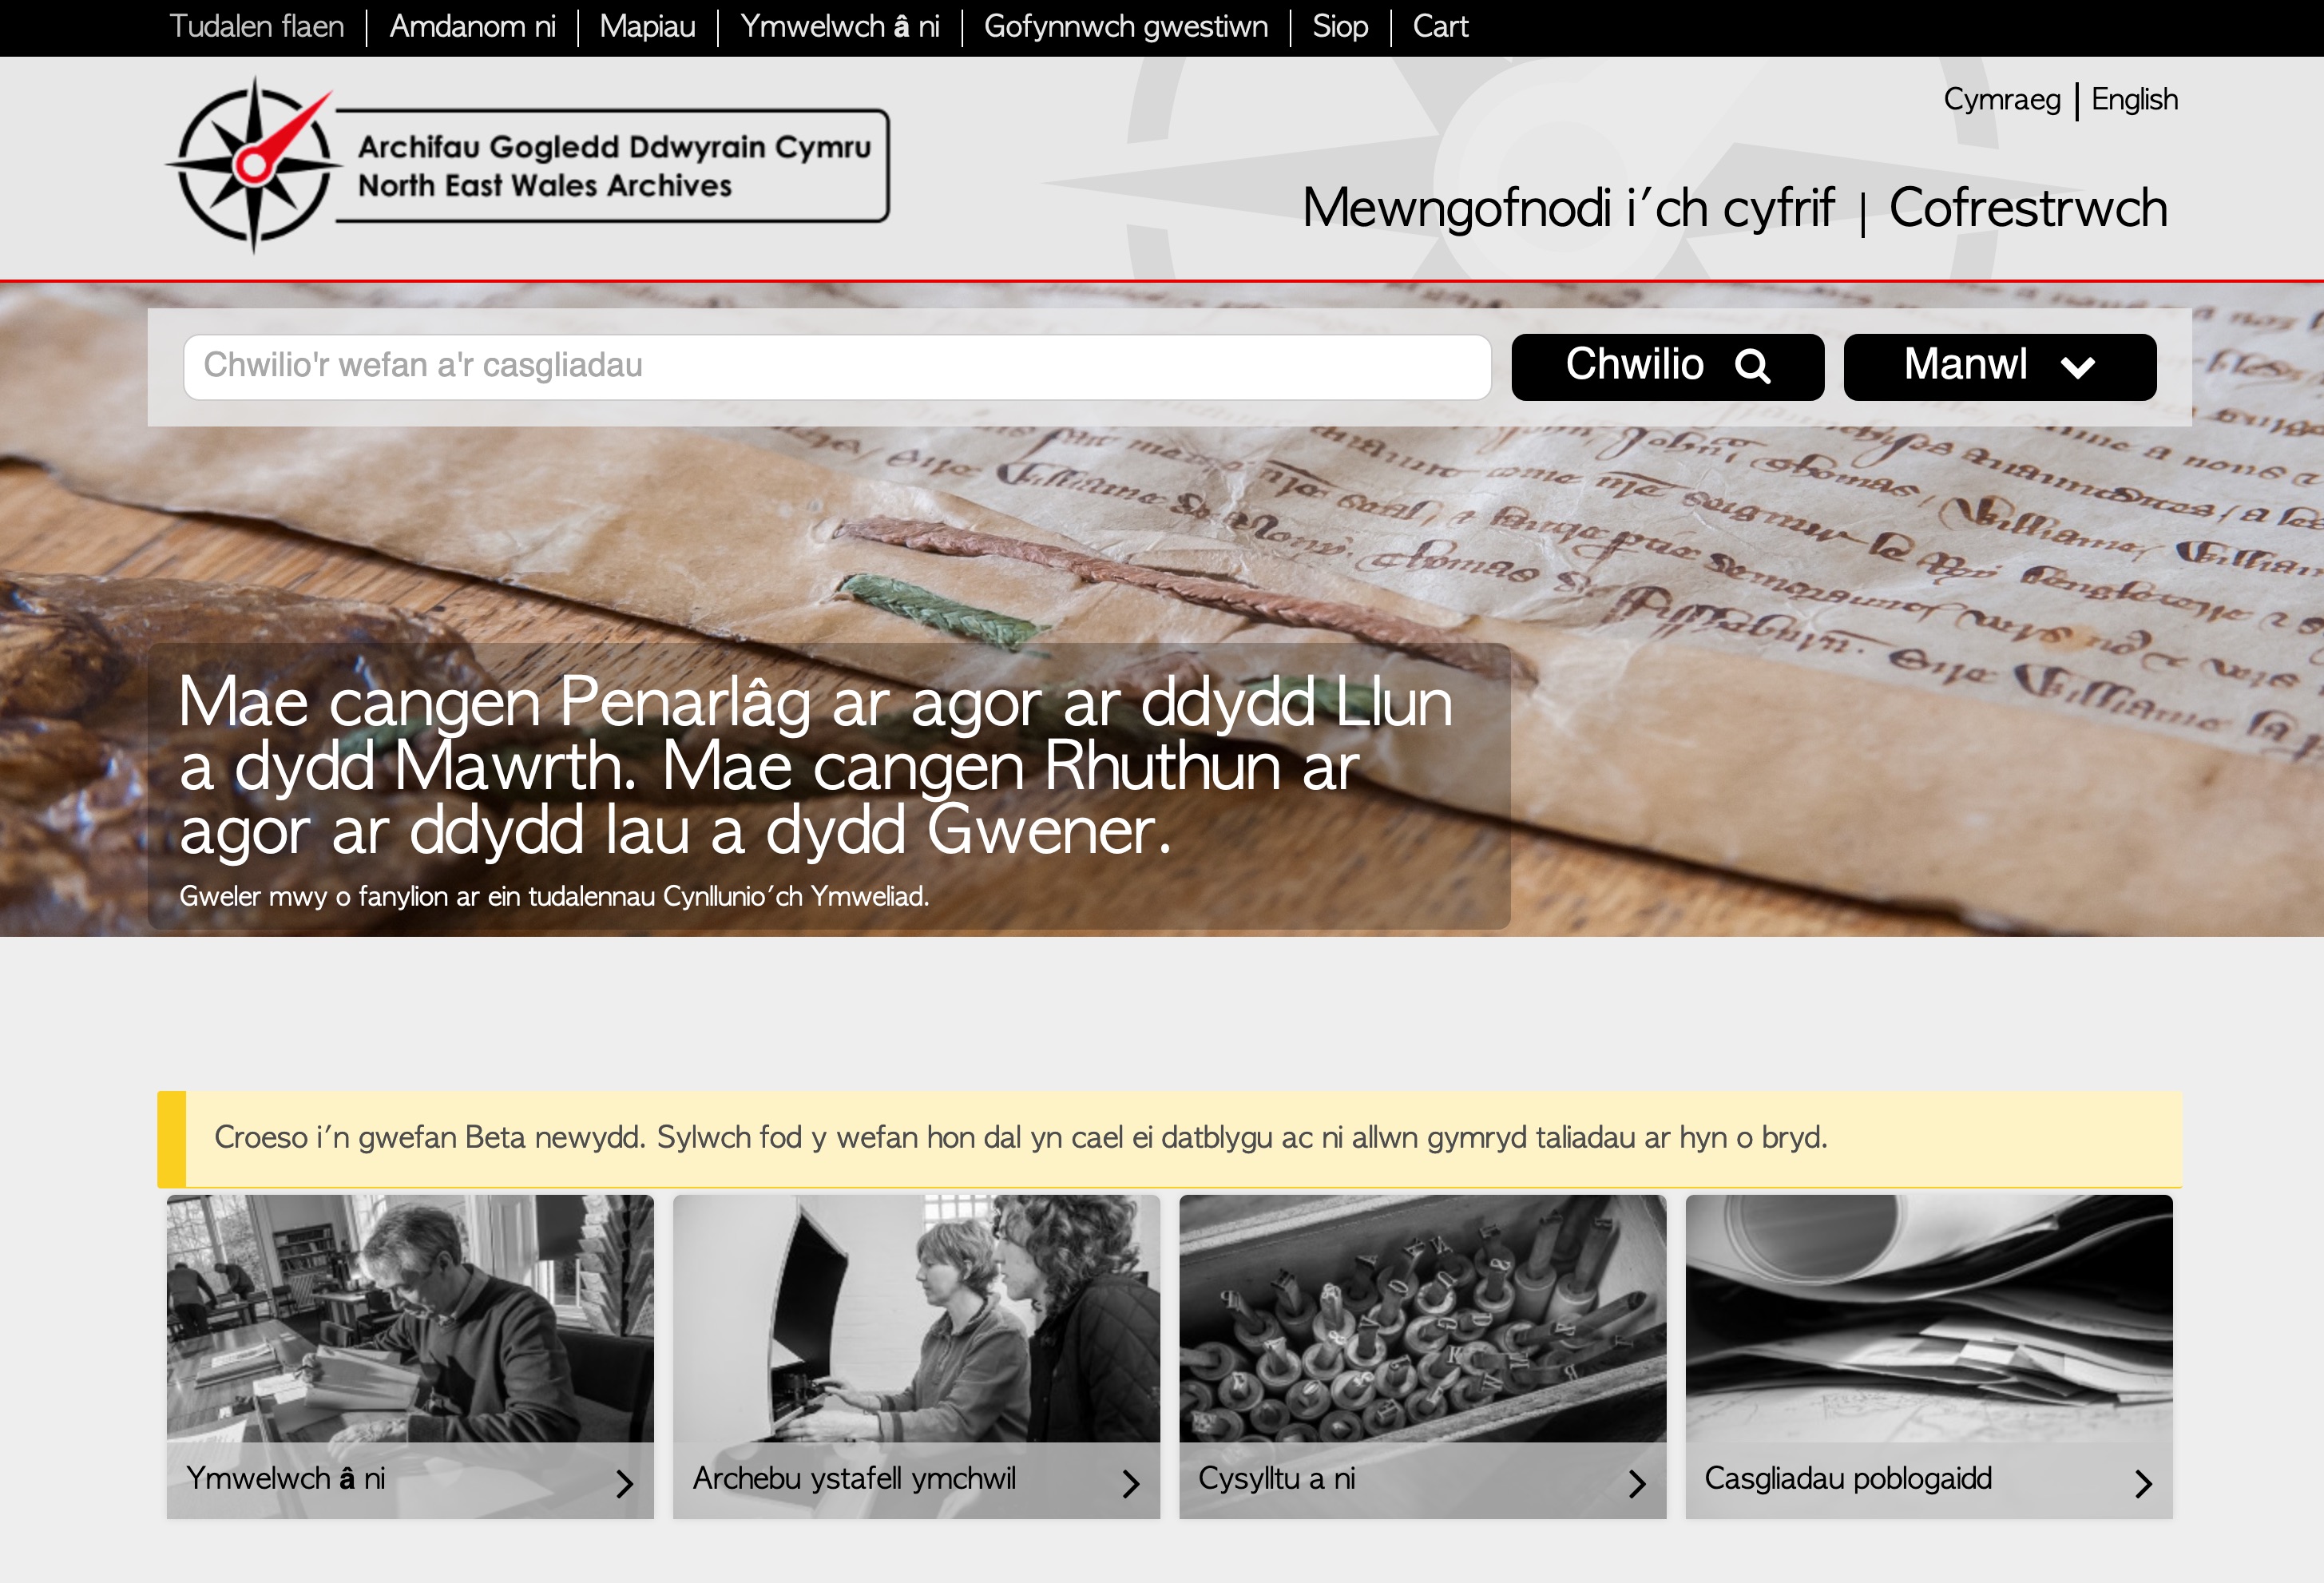 Tudalen flaen | Amdanom ni | Mapiau | Ymwelwch â ni | Gofynnwch gwestiwn | Siop | Cart
Cymraeg | English
Archifau Gogledd Ddwyrain Cymru
North East Wales Archives
Mewngofnodi i'ch cyfrif | Cofrestrwch
Chwilio'r wefan a'r casgliadau
Chwilio
Manwl
Mae cangen Penarlâg ar agor ar ddydd Llun
a dydd Mawrth. Mae cangen Rhuthun ar
agor ar ddydd Iau a dydd Gwener.
Gweler mwy o fanylion ar ein tudalennau Cynllunio'ch Ymweliad.
Croeso i'n gwefan Beta newydd. Sylwch fod y wefan hon dal yn cael ei datblygu ac ni allwn gymryd taliadau ar hyn o bryd.
Ymwelwch â ni
Archebu ystafell ymchwil
Cysylltu a ni
Casgliadau poblogaidd